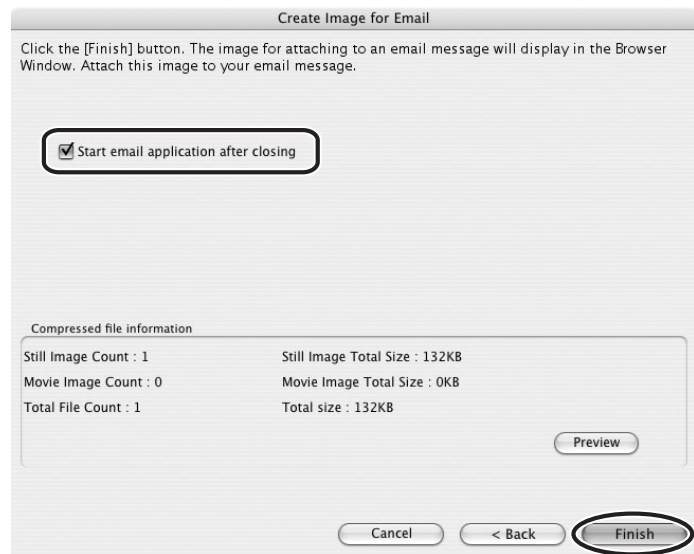 Create Image for Email
Click the [Finish] button. The image for attaching to an email message will display in the Browser
Window. Attach this image to your email message.
Start email application after closing
Compressed file information
Still Image Count : 1 Still Image Total Size : 132KB
Movie Image Count : 0 Movie Image Total Size : 0KB
Total File Count : 1 Total size : 132KB
Preview
Cancel < Back Finish